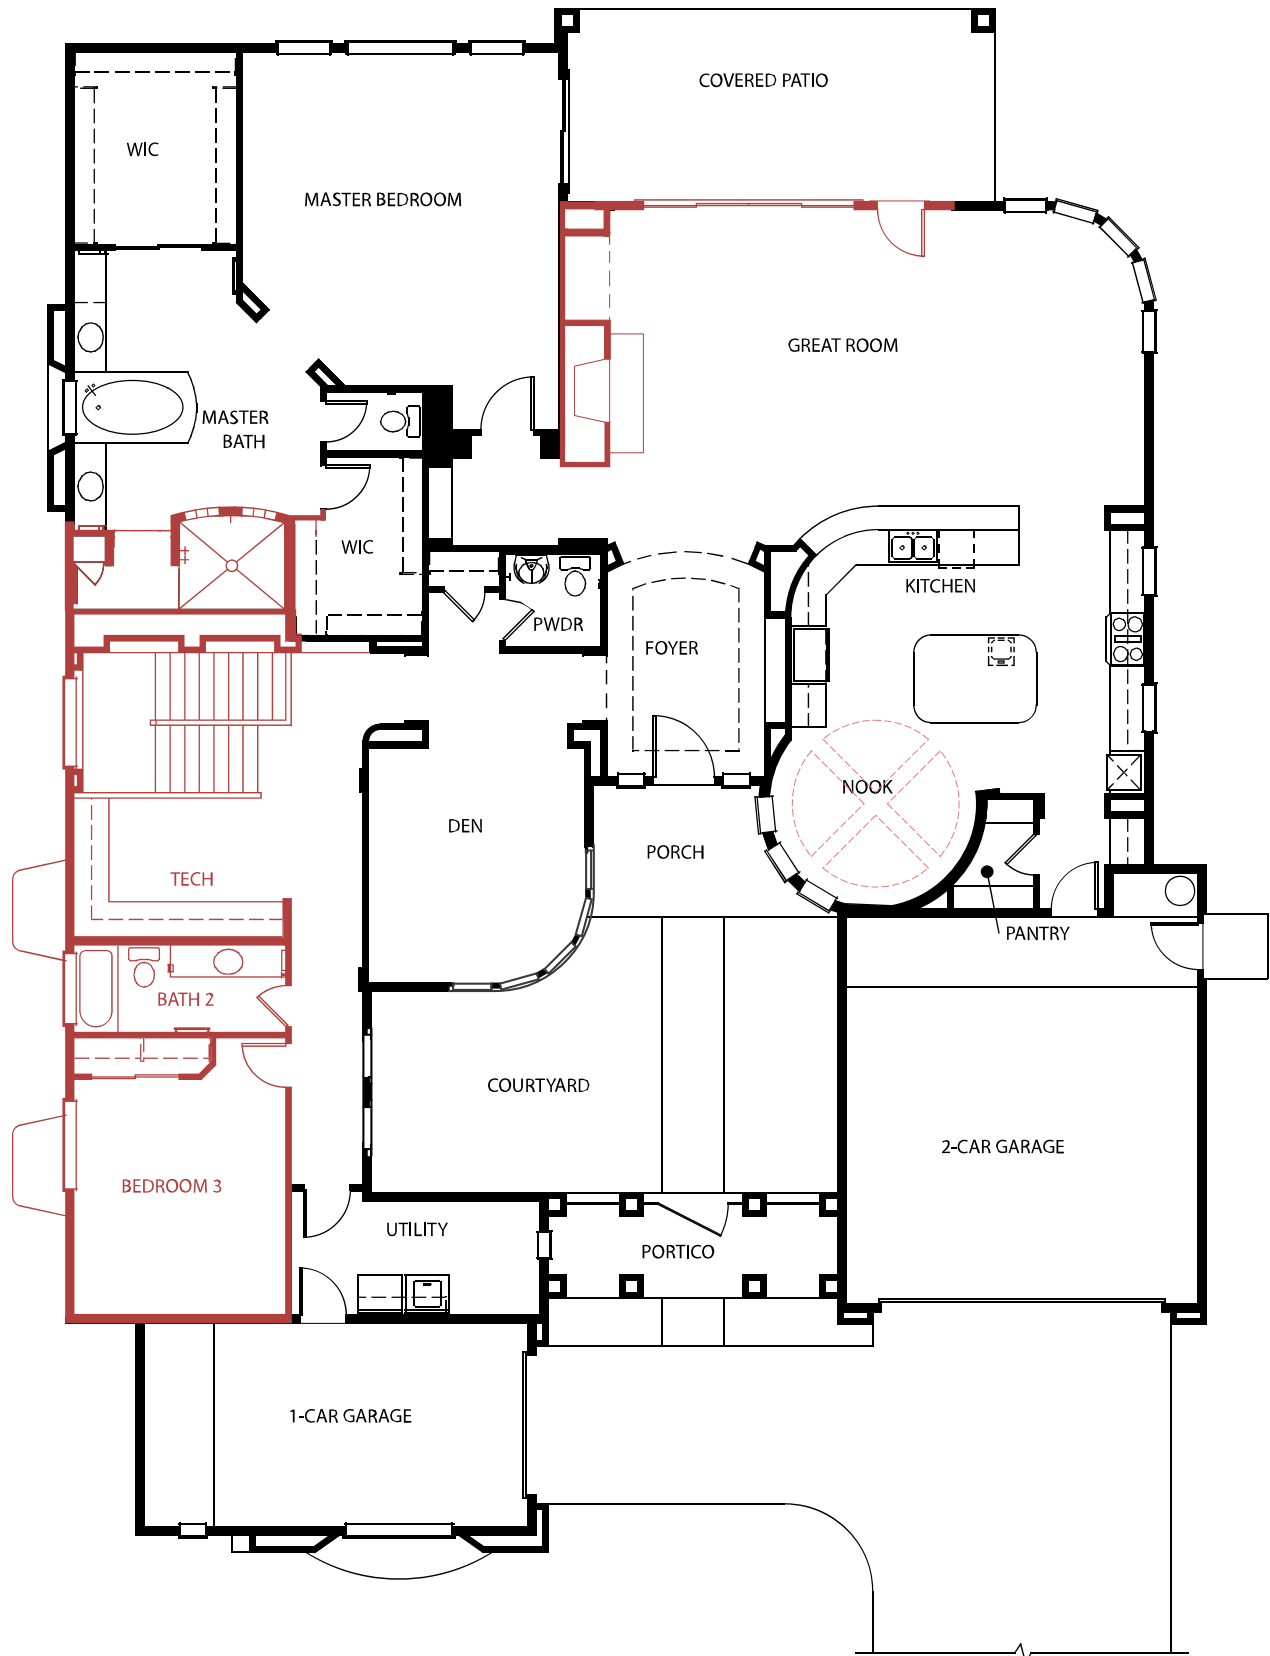 COVERED PATIO
WIC
MASTER BEDROOM
GREAT ROOM
MASTER
BATH
WIC
KITCHEN
PWDR
FOYER
NOOK
DEN
PORCH
TECH
PANTRY
BATH 2
COURTYARD
2-CAR GARAGE
BEDROOM 3
UTILITY
PORTICO
1-CAR GARAGE